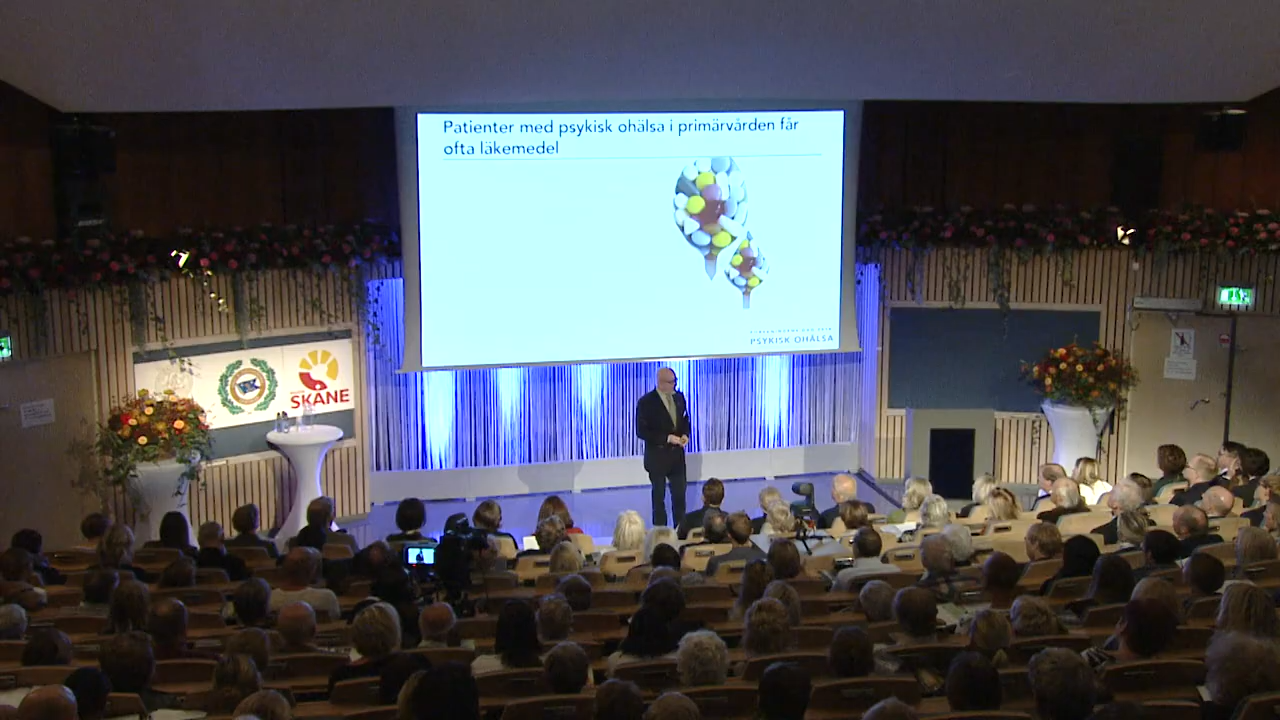 Patienter med psykisk ohälsa i primärvården får
ofta läkemedel
PSYKISK OHÄLSA
SKÅNE